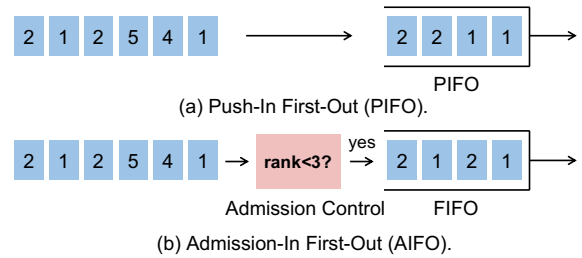 2 1 2 5 4 1 2 2 1 1
PIFO
(a) Push-In First-Out (PIFO).
yes
2 1 2 5 4 1 rank<3? 2 1 2 1
Admission Control FIFO
(b) Admission-In First-Out (AIFO).